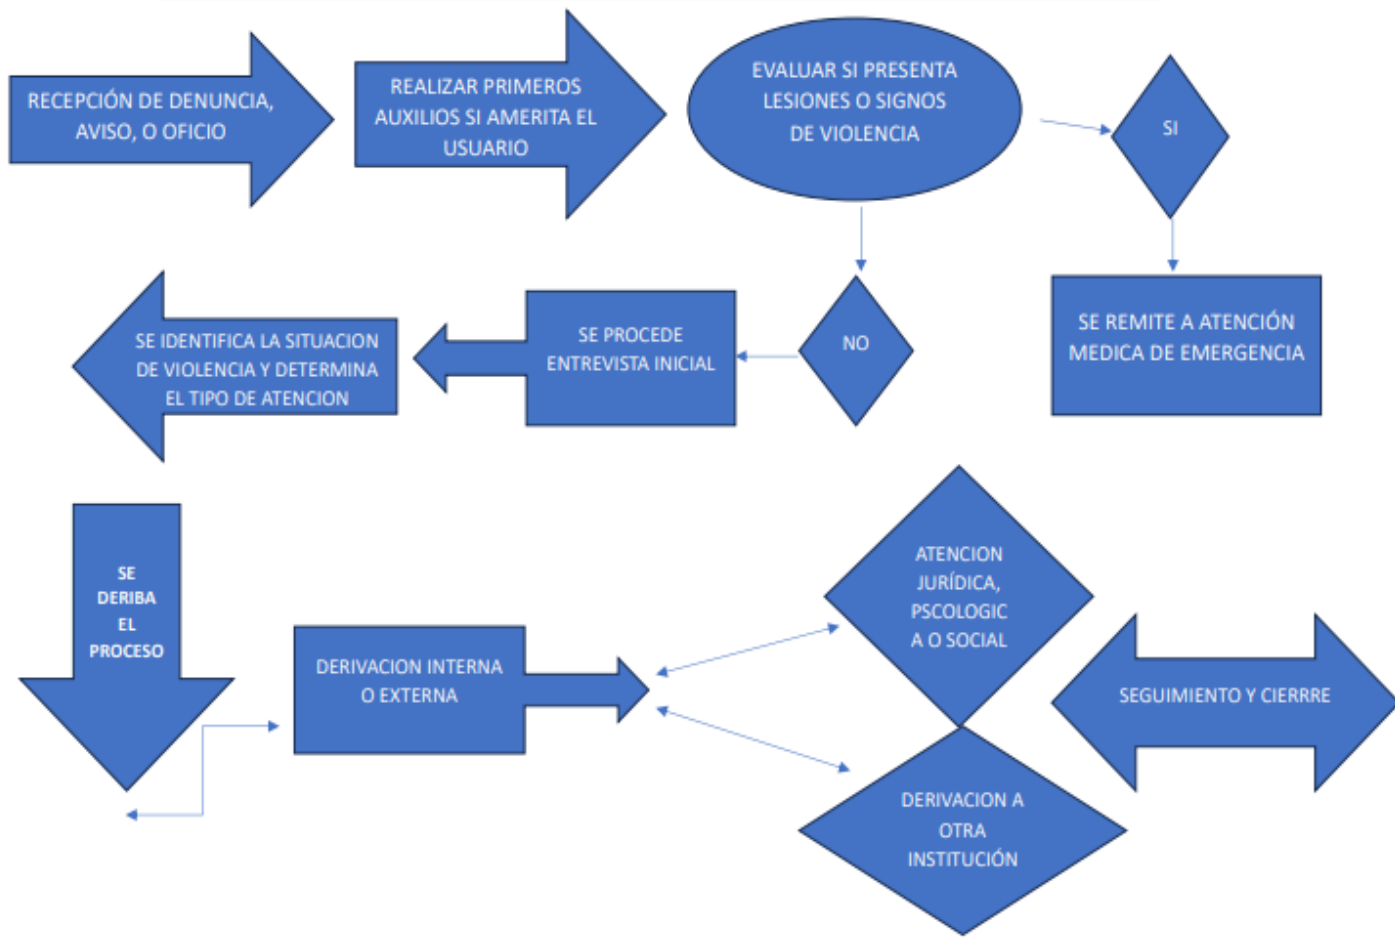 RECEPCIÓN DE DENUNCIA,
AVISO, O OFICIO
REALIZAR PRIMEROS
AUXILIOS SI AMERITA EL
USUARIO
EVALUAR SI PRESENTA
LESIONES O SIGNOS
DE VIOLENCIA
SI
SE REMITE A ATENCIÓN
MEDICA DE EMERGENCIA
NO
SE PROCEDE
ENTREVISTA INICIAL
SE IDENTIFICA LA SITUACION
DE VIOLENCIA Y DETERMINA
EL TIPO DE ATENCION
SE
DERIBA
EL
PROCESO
DERIVACION INTERNA
O EXTERNA
ATENCION
JURÍDICA,
PSCOLOGIC
A O SOCIAL
DERIVACION A
OTRA
INSTITUCIÓN
SEGUIMIENTO Y CIERRRE